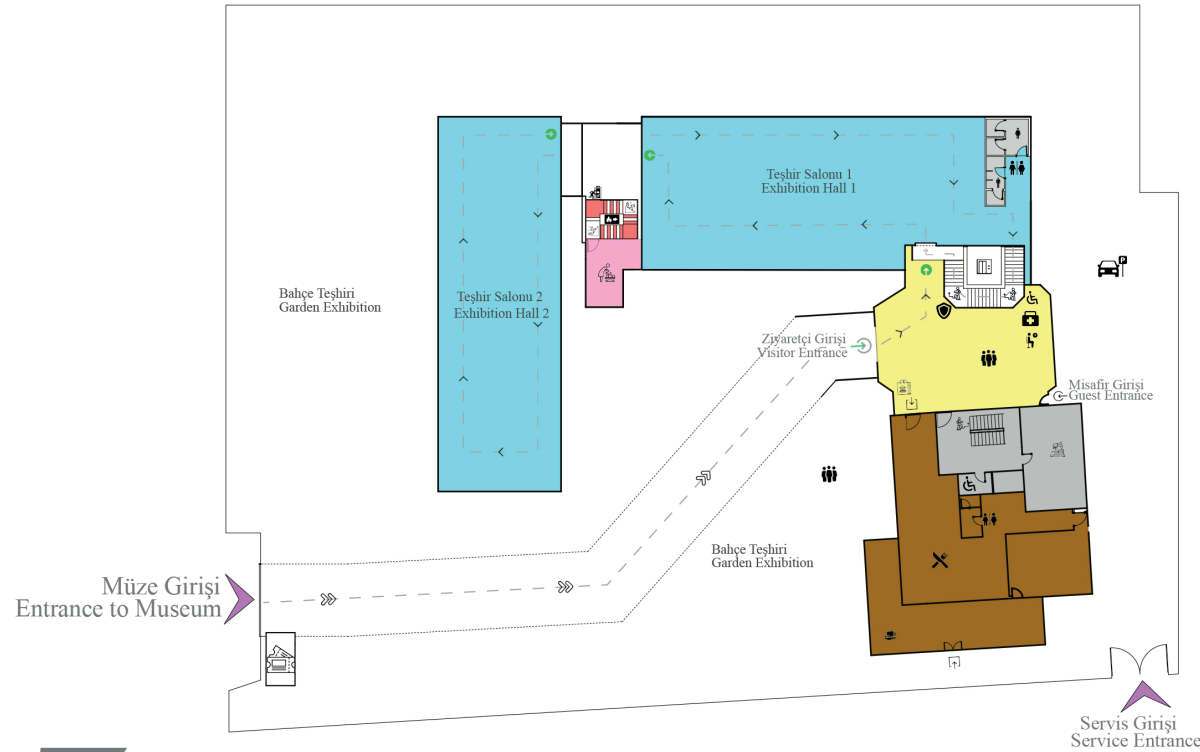 Teşhir Salonu 1
Exhibition Hall 1
P
Bahçe Teşhiri
Garden Exhibition
Teşhir Salonu 2
Exhibition Hall 2
Ziyaretçi Girişi
Visitor Entrance
Misafir Girişi
Guest Entrance
Bahçe Teşhiri
Garden Exhibition
Müze Girişi
Entrance to Museum
Servis Girişi
Service Entrance